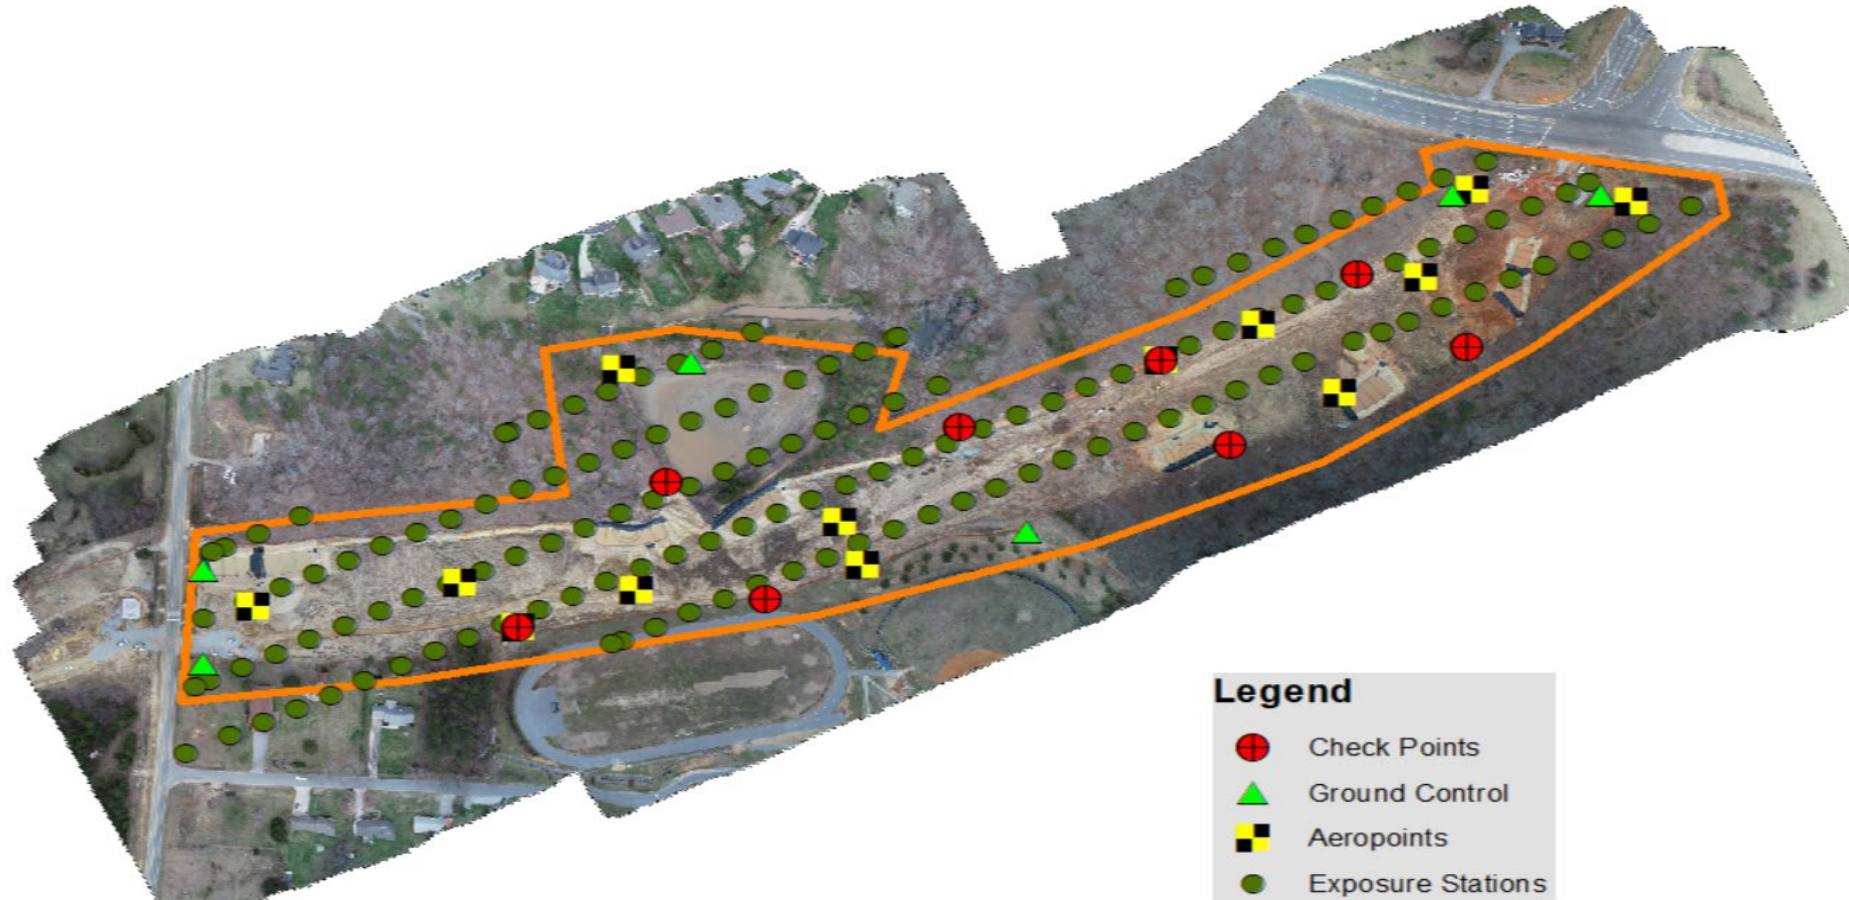 Legend
Check Points
Ground Control
Aeropoints
Exposure Stations